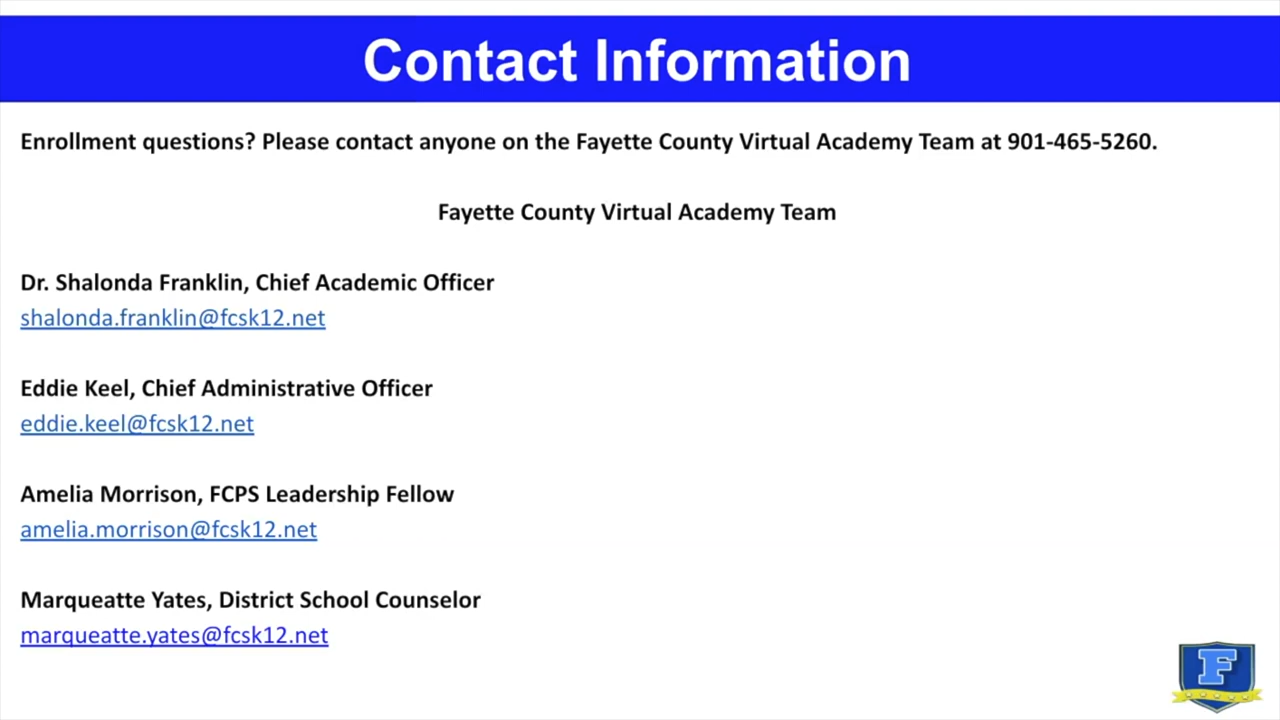 Contact Information
Enrollment questions? Please contact anyone on the Fayette County Virtual Academy Team at 901-465-5260.
Fayette County Virtual Academy Team
Dr. Shalonda Franklin, Chief Academic Officer
shalonda.franklin@fcsk12.net
Eddie Keel, Chief Administrative Officer
eddie.keel@fcsk12.net
Amelia Morrison, FCPS Leadership Fellow
amelia.morrison@fcsk12.net
Marqueatte Yates, District School Counselor
marqueatte.yates@fcsk12.net
F